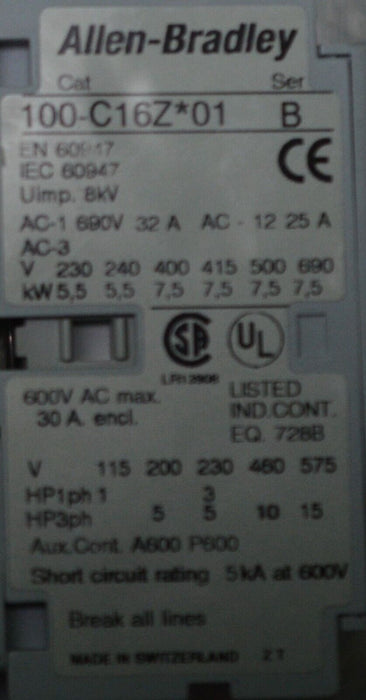 Allen-Bradley
Cat Ser
100-C16Z*01 B
EN 60947
IEC 60947
Uimp. 8kV
CE
AC-1 690V 32 A AC - 12 25 A
AC-3
V 230 240 400 415 500 690
kW 5,5 5,5 7,5 7,5 7,5 7,5
SA UL
600V AC max.
30 A. encl.
LISTED
IND.CONT.
EQ. 728B
V 115 200 230 460 575
HP1ph 1 3
HP3ph 5 5 10 15
Aux.Cont. A600 P600
Short circuit rating 5kA at 600V
Break all lines
MADE IN SWITZERLAND